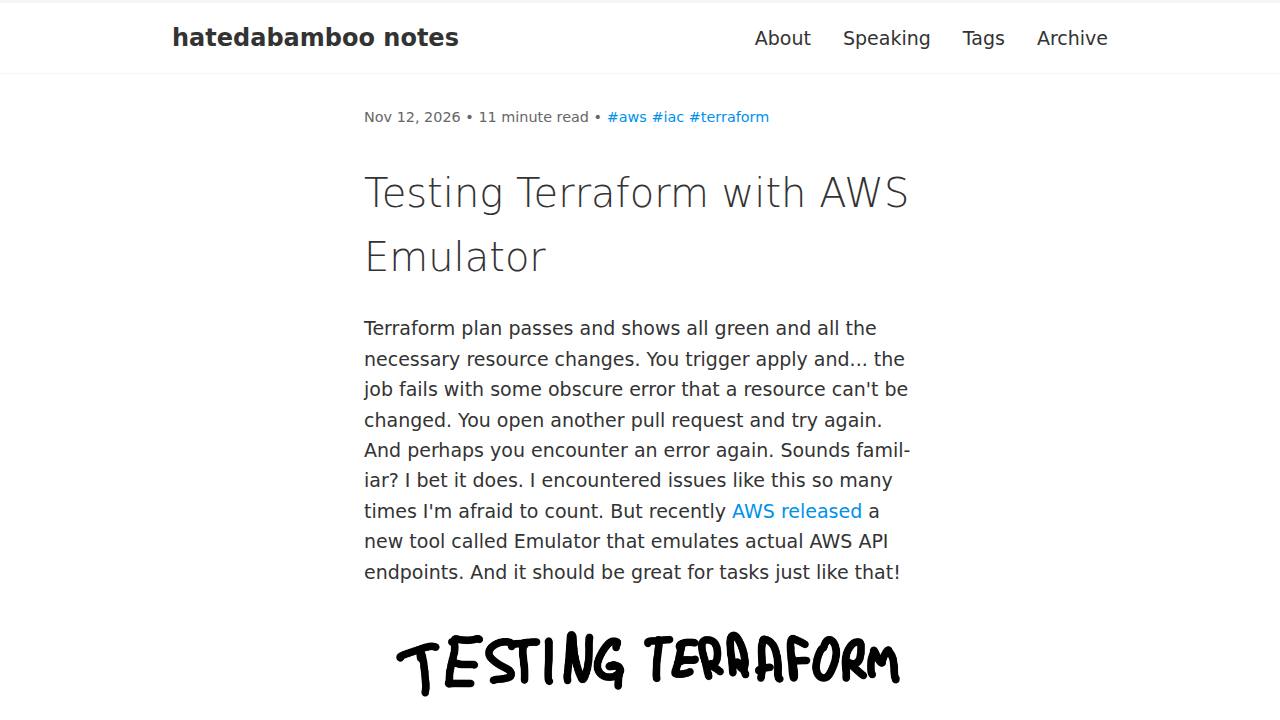 hatedabamboo notes
About Speaking Tags Archive
Nov 12, 2026 • 11 minute read • #aws #iac #terraform
Testing Terraform with AWS
Emulator
Terraform plan passes and shows all green and all the
necessary resource changes. You trigger apply and... the
job fails with some obscure error that a resource can't be
changed. You open another pull request and try again.
And perhaps you encounter an error again. Sounds famil-
iar? I bet it does. I encountered issues like this so many
times I'm afraid to count. But recently AWS released a
new tool called Emulator that emulates actual AWS API
endpoints. And it should be great for tasks just like that!
TESTING TERRAFORM